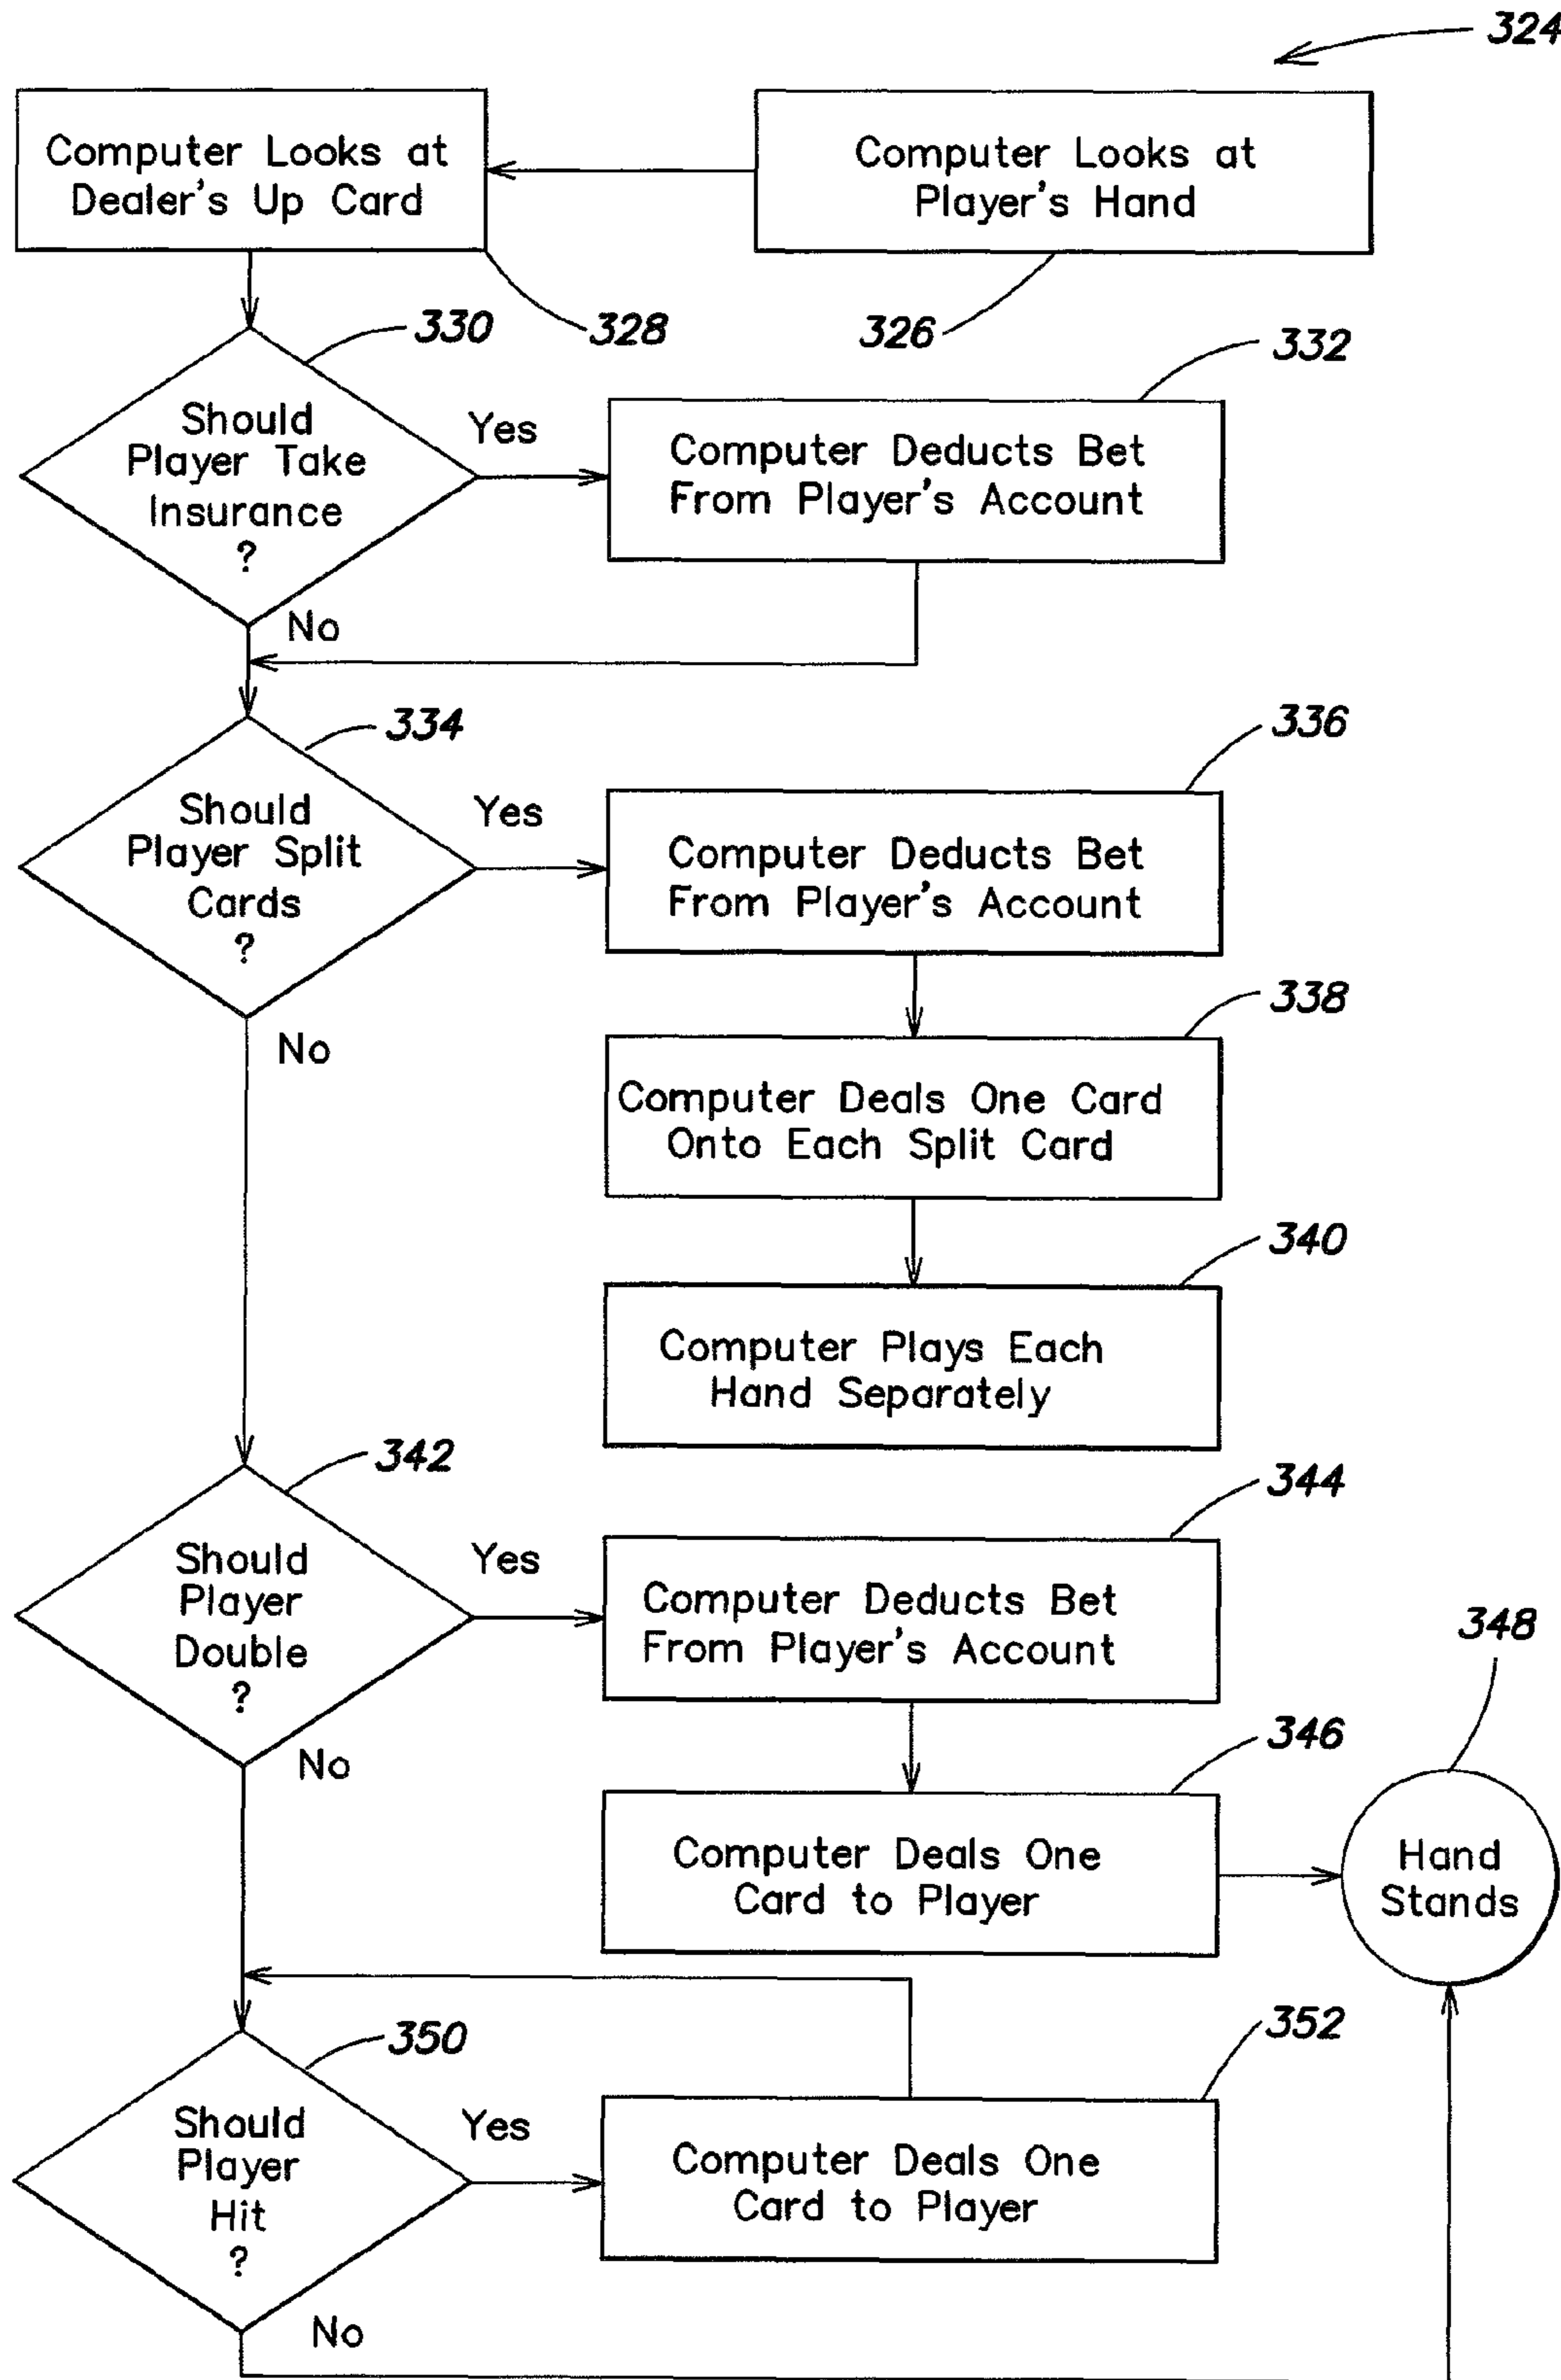 324
Computer Looks at
Dealer's Up Card
Computer Looks at
Player's Hand
328
326
330
Should
Player Take
Insurance
?
Yes
332
Computer Deducts Bet
From Player's Account
No
334
Should
Player Split
Cards
?
Yes
336
Computer Deducts Bet
From Player's Account
No
338
Computer Deals One Card
Onto Each Split Card
340
Computer Plays Each
Hand Separately
342
Should
Player
Double
?
Yes
344
Computer Deducts Bet
From Player's Account
No
346
Computer Deals One
Card to Player
348
Hand
Stands
350
Should
Player
Hit
?
Yes
352
Computer Deals One
Card to Player
No